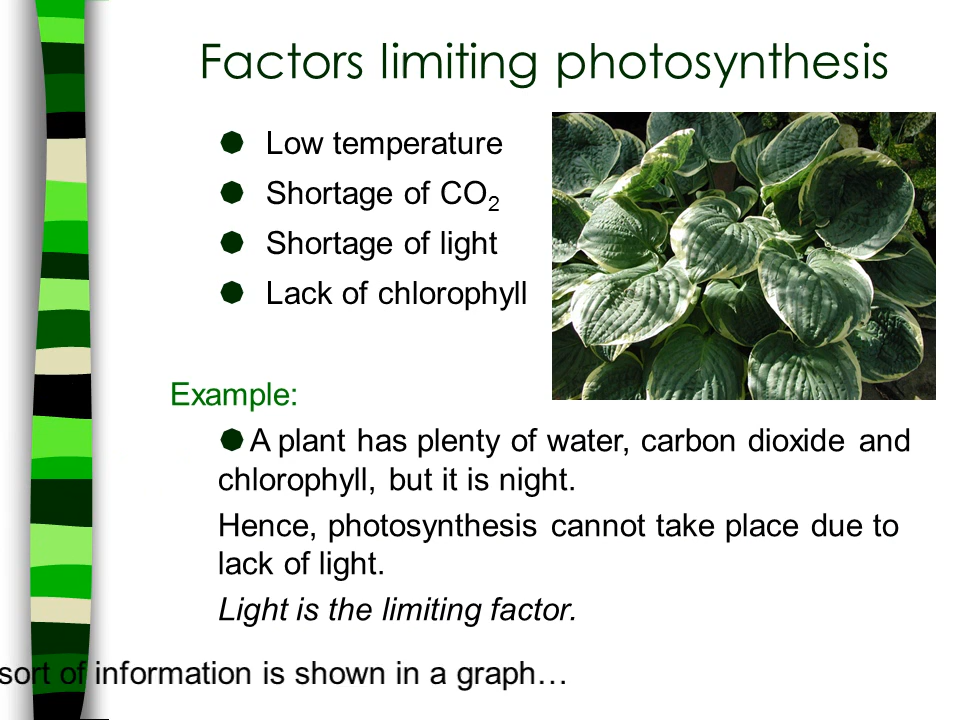 Factors limiting photosynthesis
Low temperature
Shortage of CO₂
Shortage of light
Lack of chlorophyll
Example:
A plant has plenty of water, carbon dioxide and
chlorophyll, but it is night.
Hence, photosynthesis cannot take place due to
lack of light.
Light is the limiting factor.
sort of information is shown in a graph…